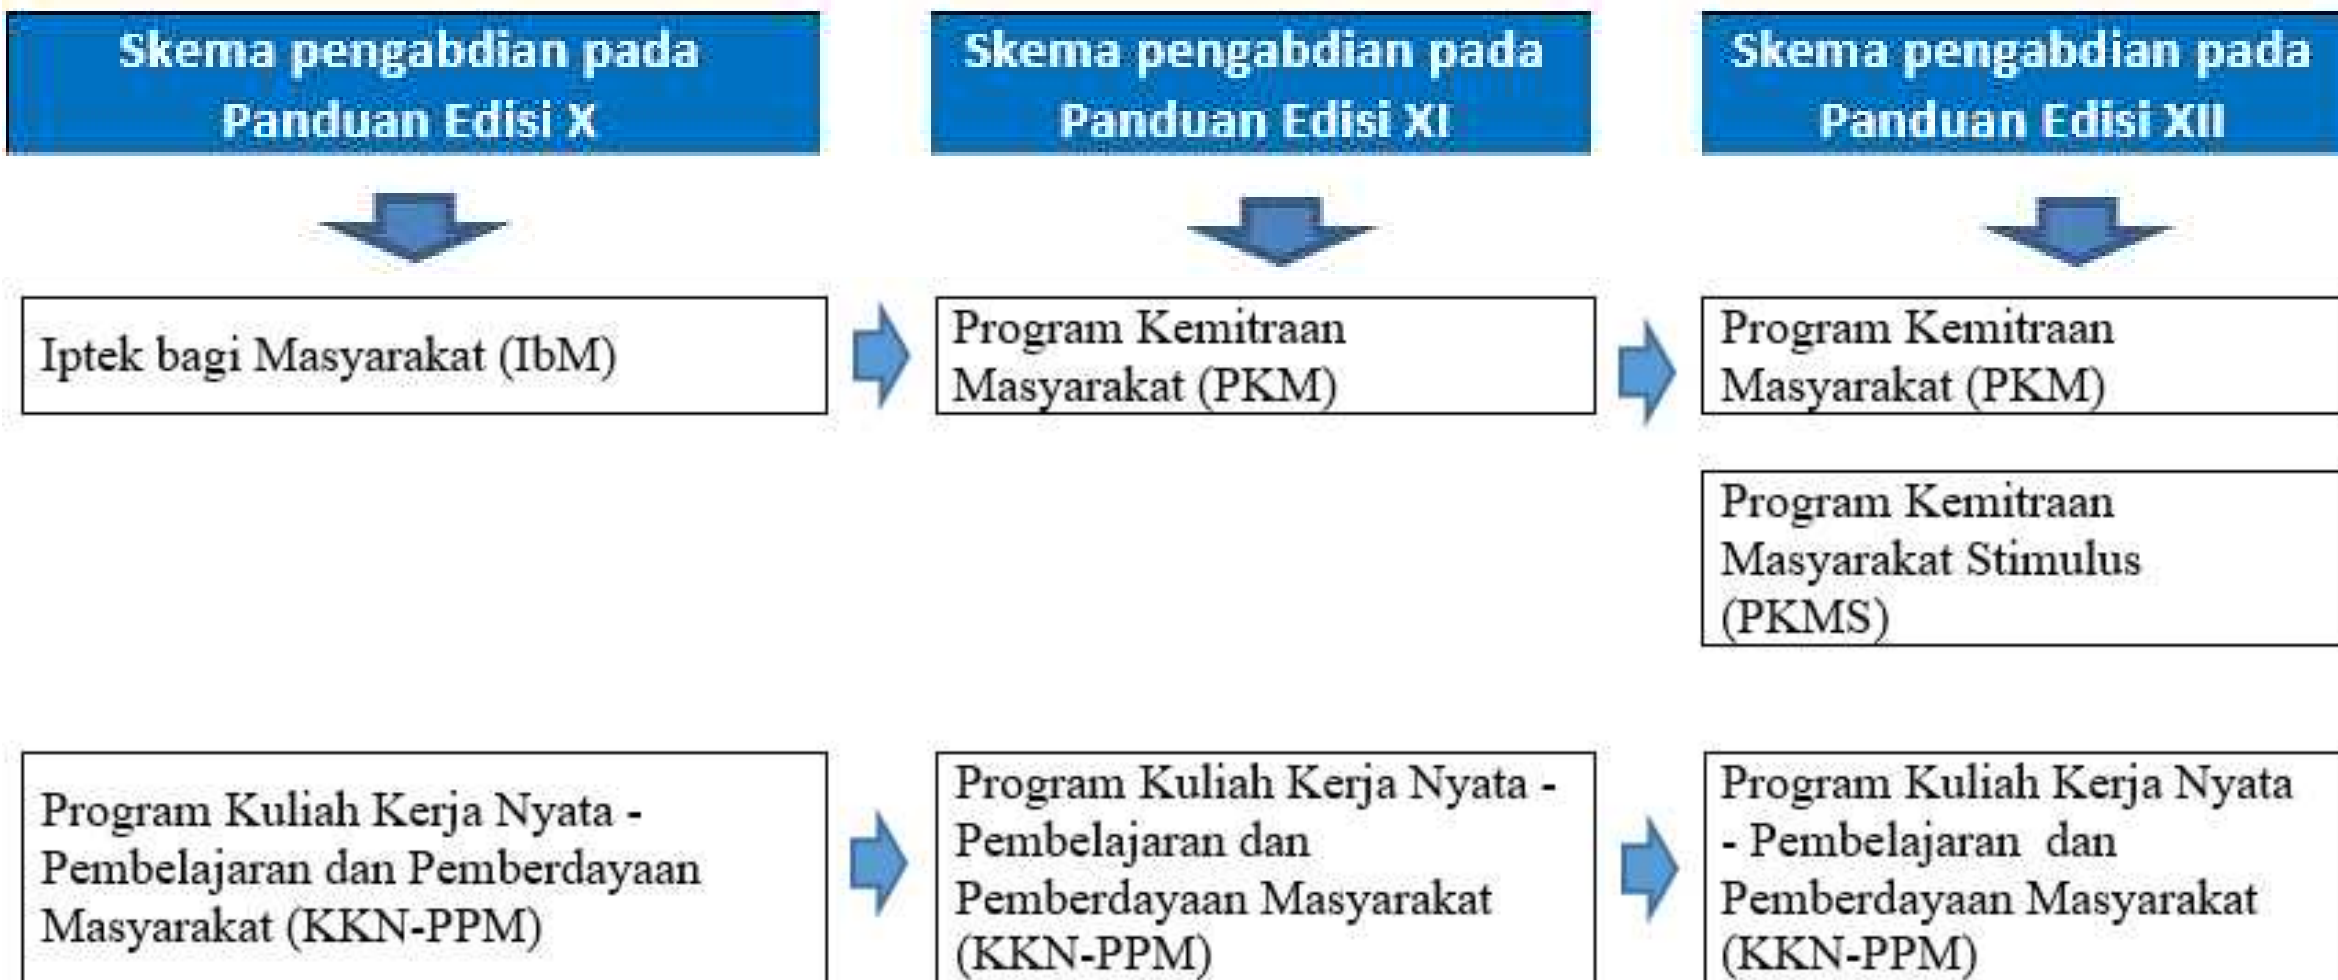 Skema pengabdian pada
Panduan Edisi X
Skema pengabdian pada
Panduan Edisi XI
Skema pengabdian pada
Panduan Edisi XII
Iptek bagi Masyarakat (IbM)
Program Kemitraan
Masyarakat (PKM)
Program Kemitraan
Masyarakat (PKM)
Program Kemitraan
Masyarakat Stimulus
(PKMS)
Program Kuliah Kerja Nyata -
Pembelajaran dan Pemberdayaan
Masyarakat (KKN-PPM)
Program Kuliah Kerja Nyata -
Pembelajaran dan
Pemberdayaan Masyarakat
(KKN-PPM)
Program Kuliah Kerja Nyata
- Pembelajaran dan
Pemberdayaan Masyarakat
(KKN-PPM)